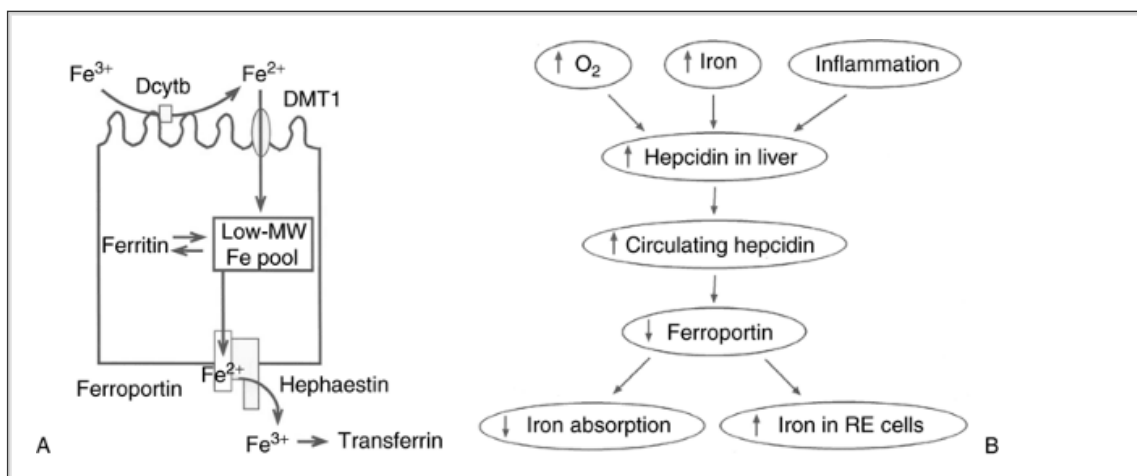 Fe³⁺
Dcytb
Fe²⁺
DMT1
Ferritin
Low-MW
Fe pool
Ferroportin
Fe²⁺
Hephaestin
Fe³⁺ → Transferrin
A
↑ O₂
↑ Iron
Inflammation
↑ Hepcidin in liver
↑ Circulating hepcidin
↓ Ferroportin
↓ Iron absorption
↑ Iron in RE cells
B